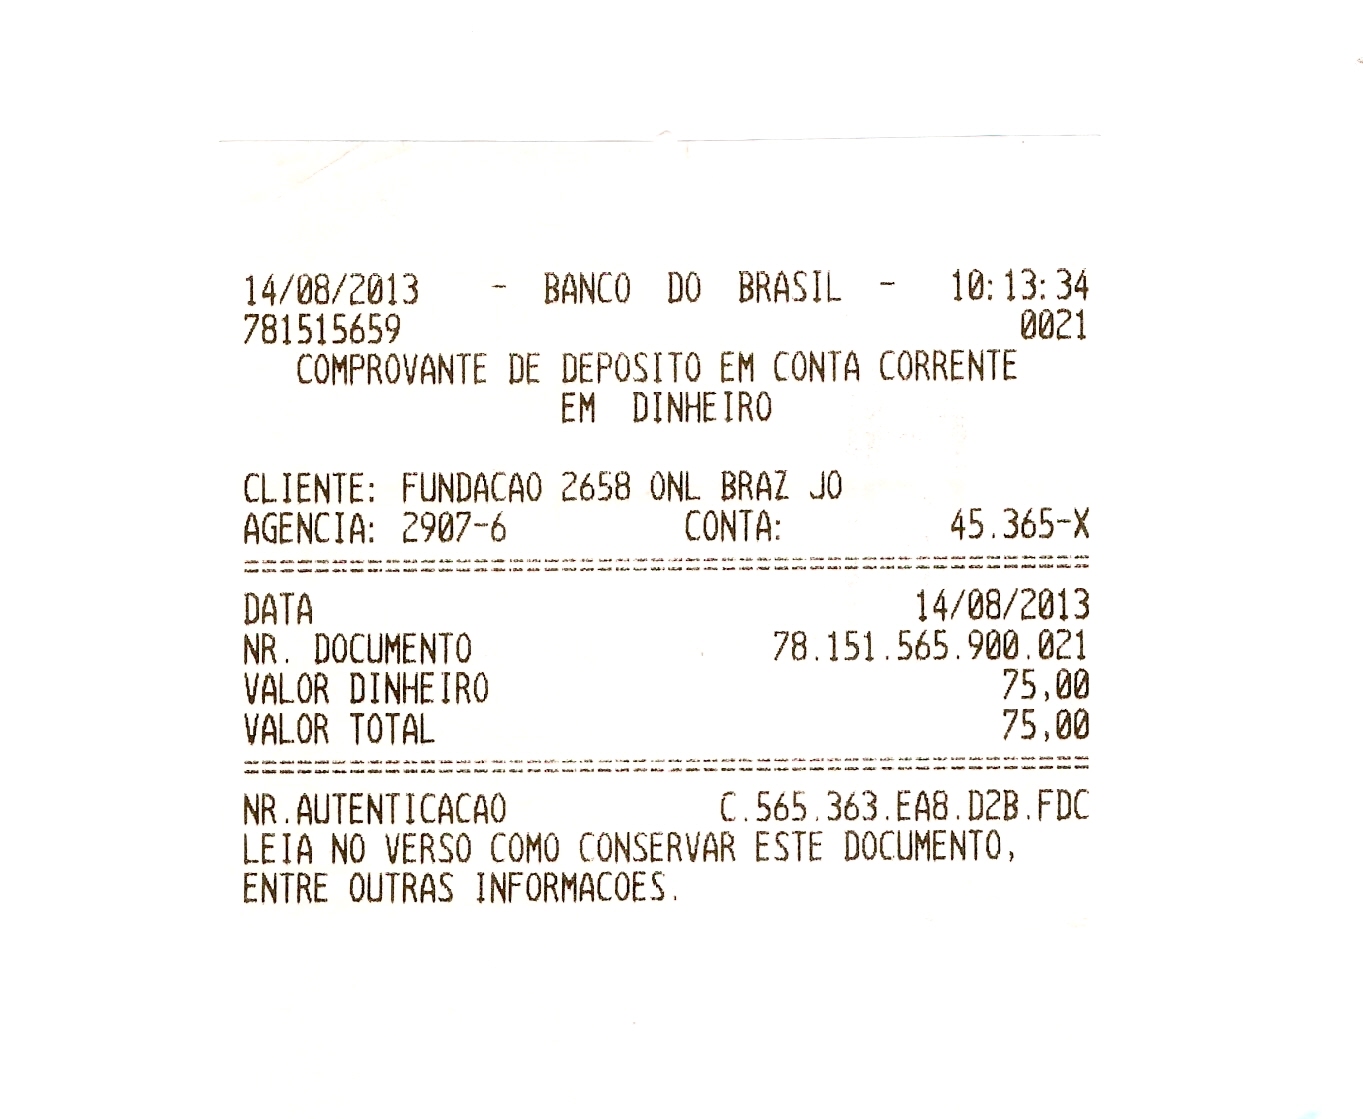 14/08/2013 - BANCO DO BRASIL - 10:13:34
781515659 0021
COMPROVANTE DE DEPOSITO EM CONTA CORRENTE
EM DINHEIRO
CLIENTE: FUNDACAO 2658 ONL BRAZ JO
AGENCIA: 2907-6 CONTA: 45.365-X
================================================
DATA 14/08/2013
NR. DOCUMENTO 78.151.565.900.021
VALOR DINHEIRO 75,00
VALOR TOTAL 75,00
================================================
NR.AUTENTICACAO C.565.363.EA8.D2B.FDC
LEIA NO VERSO COMO CONSERVAR ESTE DOCUMENTO,
ENTRE OUTRAS INFORMACOES.